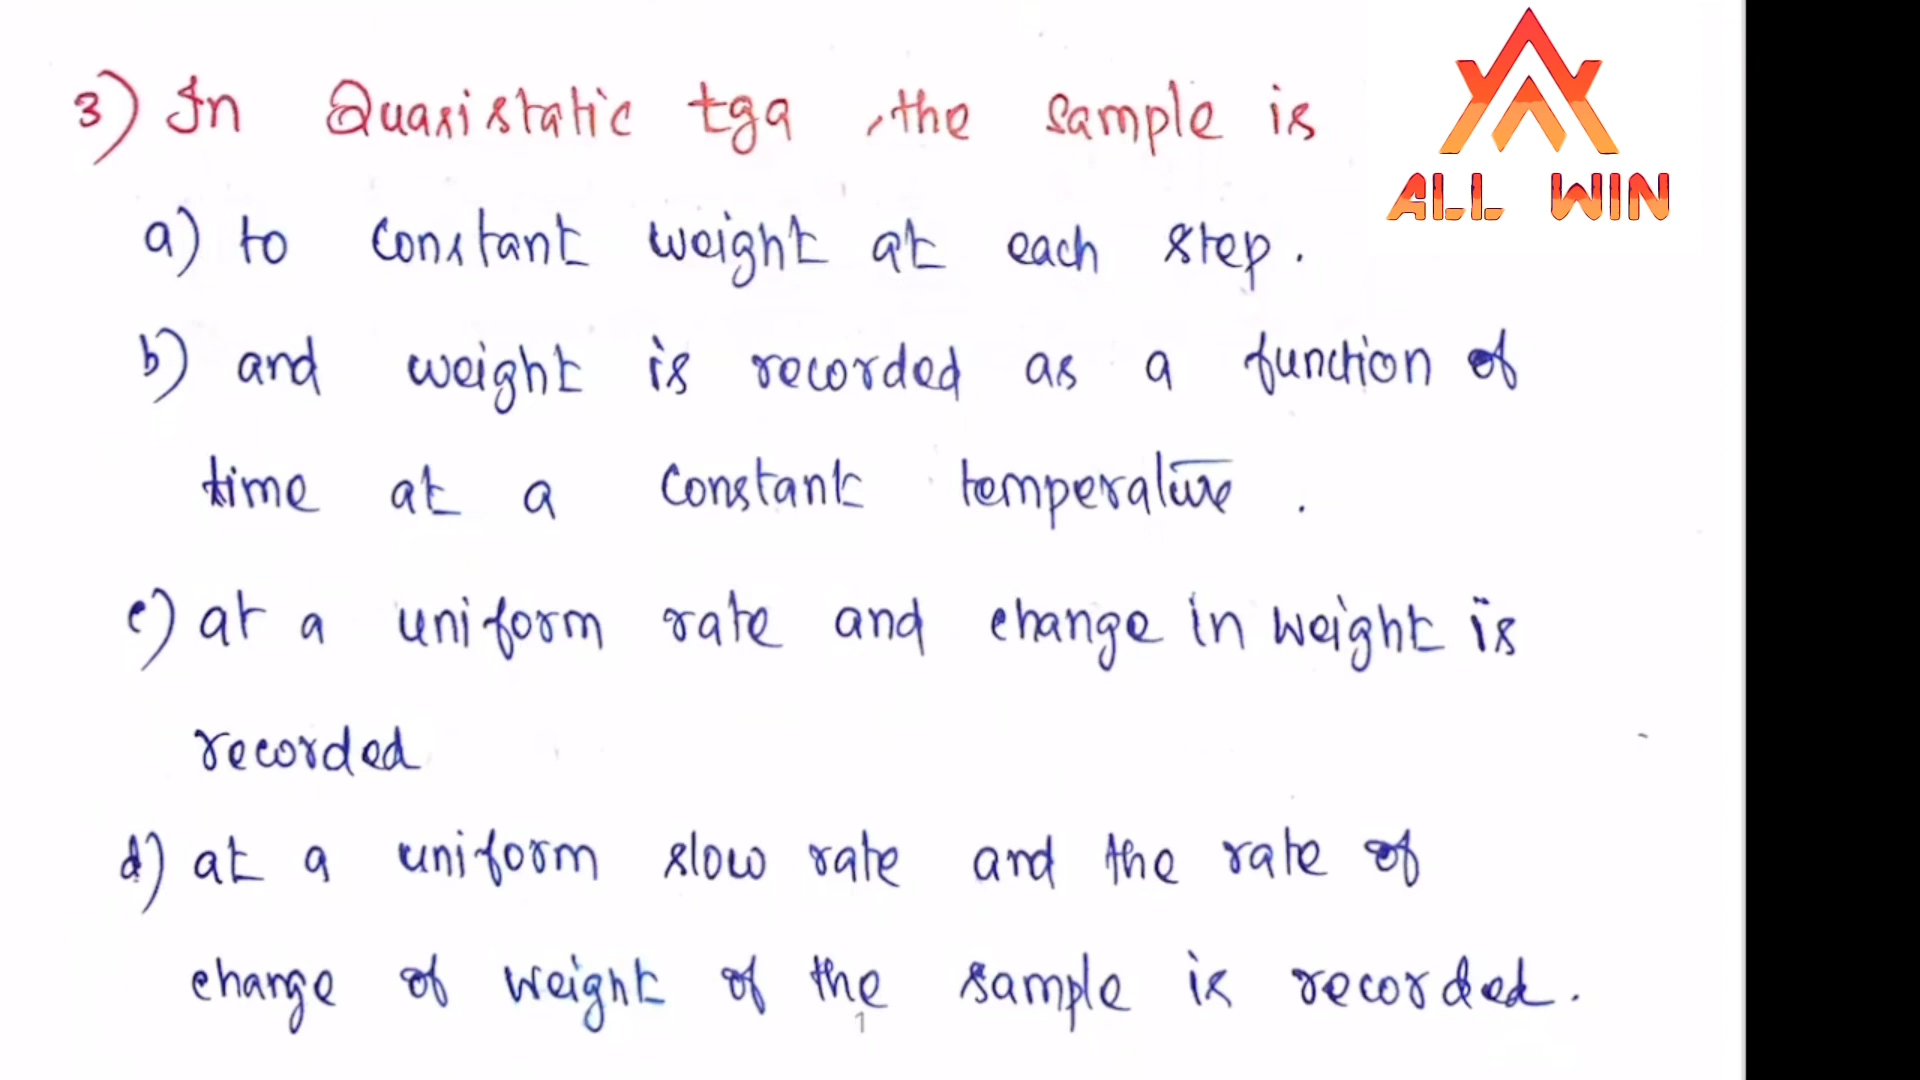 3) In Quasistatic tga, the sample is
ALL WIN
a) to constant weight at each step.
b) and weight is recorded as a function of
time at a constant temperature.
c) at a uniform rate and change in weight is
recorded
d) at a uniform slow rate and the rate of
change of weight of the sample is recorded.
1